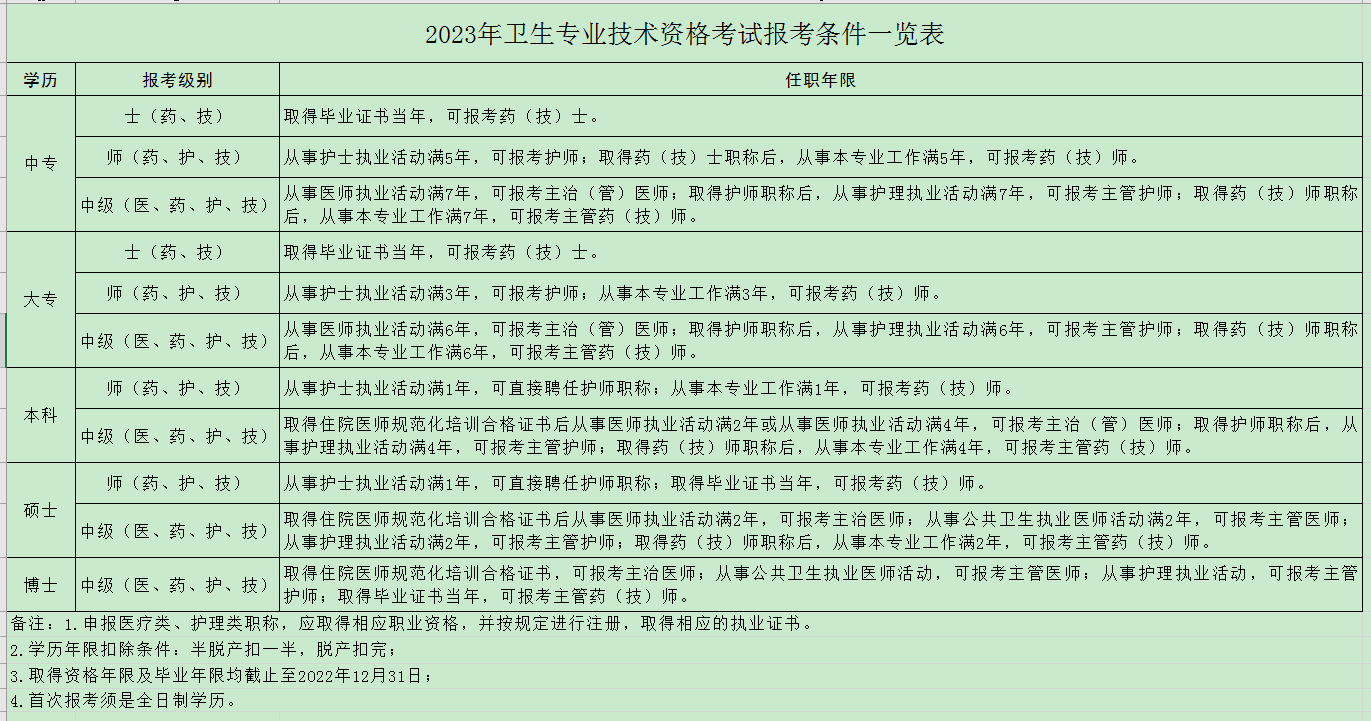 2023年卫生专业技术资格考试报考条件一览表
学历 报考级别 任职年限
中专
士（药、技） 取得毕业证书当年，可报考药（技）士。
师（药、护、技） 从事护士执业活动满5年，可报考护师；取得药（技）士职称后，从事本专业工作满5年，可报考药（技）师。
中级（医、药、护、技） 从事医师执业活动满7年，可报考主治（管）医师；取得护师职称后，从事护理执业活动满7年，可报考主管护师；取得药（技）师职称
后，从事本专业工作满7年，可报考主管药（技）师。
大专
士（药、技） 取得毕业证书当年，可报考药（技）士。
师（药、护、技） 从事护士执业活动满3年，可报考护师；从事本专业工作满3年，可报考药（技）师。
中级（医、药、护、技） 从事医师执业活动满6年，可报考主治（管）医师；取得护师职称后，从事护理执业活动满6年，可报考主管护师；取得药（技）师职称
后，从事本专业工作满6年，可报考主管药（技）师。
本科
师（药、护、技） 从事护士执业活动满1年，可直接聘任护师职称；从事本专业工作满1年，可报考药（技）师。
中级（医、药、护、技） 取得住院医师规范化培训合格证书后从事医师执业活动满2年或从事医师执业活动满4年，可报考主治（管）医师；取得护师职称后，从
事护理执业活动满4年，可报考主管护师；取得药（技）师职称后，从事本专业工作满4年，可报考主管药（技）师。
硕士
师（药、护、技） 从事护士执业活动满1年，可直接聘任护师职称；取得毕业证书当年，可报考药（技）师。
中级（医、药、护、技） 取得住院医师规范化培训合格证书后从事医师执业活动满2年，可报考主治医师；从事公共卫生执业医师活动满2年，可报考主管医师；
从事护理执业活动满2年，可报考主管护师；取得药（技）师职称后，从事本专业工作满2年，可报考主管药（技）师。
博士
中级（医、药、护、技） 取得住院医师规范化培训合格证书，可报考主治医师；从事公共卫生执业医师活动，可报考主管医师；从事护理执业活动，可报考主管
护师；取得毕业证书当年，可报考主管药（技）师。
备注：1.申报医疗类、护理类职称，应取得相应职业资格，并按规定进行注册，取得相应的执业证书。
2.学历年限扣除条件：半脱产扣一半，脱产扣完；
3.取得资格年限及毕业年限均截止至2022年12月31日；
4.首次报考须是全日制学历。